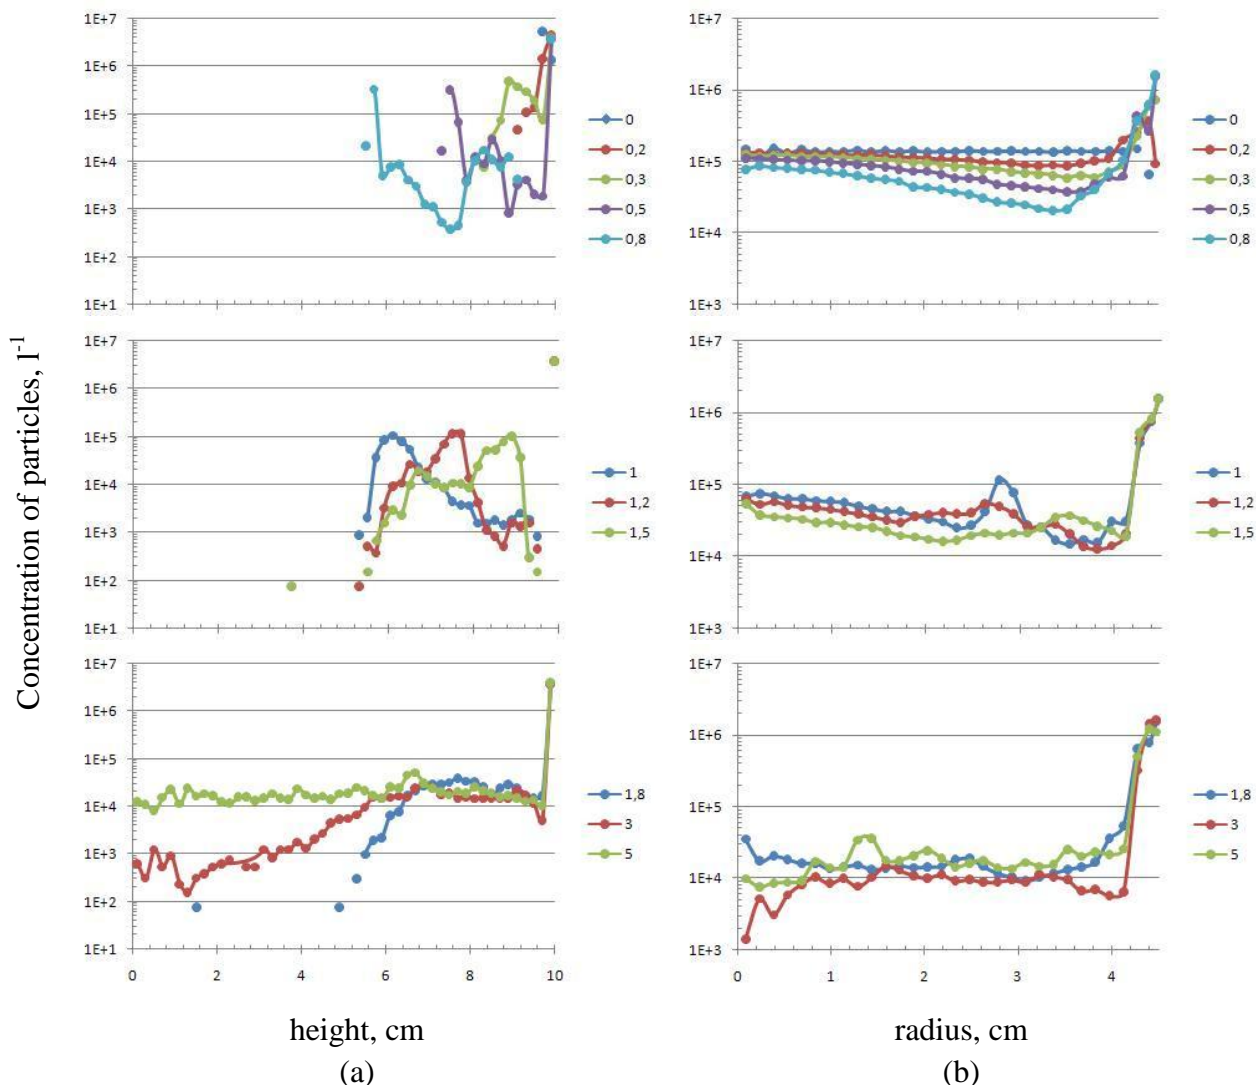 1E+7
1E+6
1E+5
1E+4
1E+3
1E+2
1E+1
0
0,2
0,3
0,5
0,8
1E+7
1E+6
1E+5
1E+4
1E+3
0
0,2
0,3
0,5
0,8
Concentration of particles, l⁻¹
1E+7
1E+6
1E+5
1E+4
1E+3
1E+2
1E+1
1
1,2
1,5
1E+7
1E+6
1E+5
1E+4
1E+3
1
1,2
1,5
1E+7
1E+6
1E+5
1E+4
1E+3
1E+2
1E+1
0 2 4 6 8 10
1,8
3
5
1E+7
1E+6
1E+5
1E+4
1E+3
0 1 2 3 4
1,8
3
5
height, cm
radius, cm
(a)
(b)